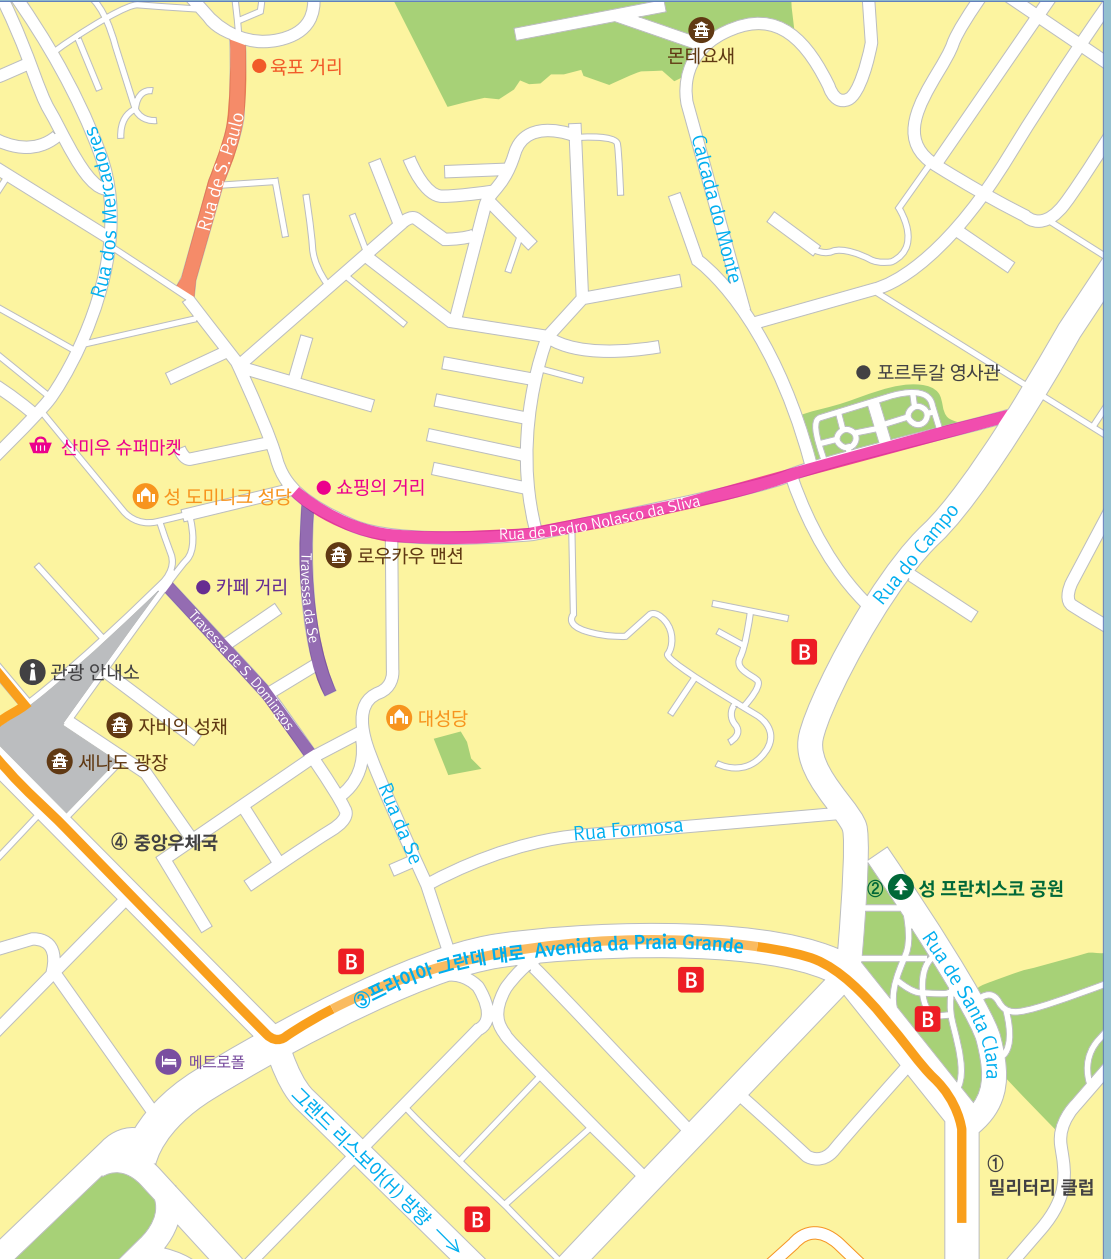 몬테요새
육포 거리
Rua de S. Paulo
Rua dos Mercadores
Calcada do Monte
포르투갈 영사관
산미우 슈퍼마켓
성 도미니크 성당
쇼핑의 거리
Rua de Pedro Nolasco da Sliva
로우카우 맨션
카페 거리
Travessa da Se
Travessa de S. Domingos
Rua do Campo
B
관광 안내소
자비의 성채
대성당
세나도 광장
Rua da Se
Rua Formosa
④ 중앙우체국
② 성 프란치스코 공원
Rua de Santa Clara
③프라이아 그란데 대로 Avenida da Praia Grande
B
B
B
메트로폴
그랜드 리스보아(H) 방향 →
①
밀리터리 클럽
B